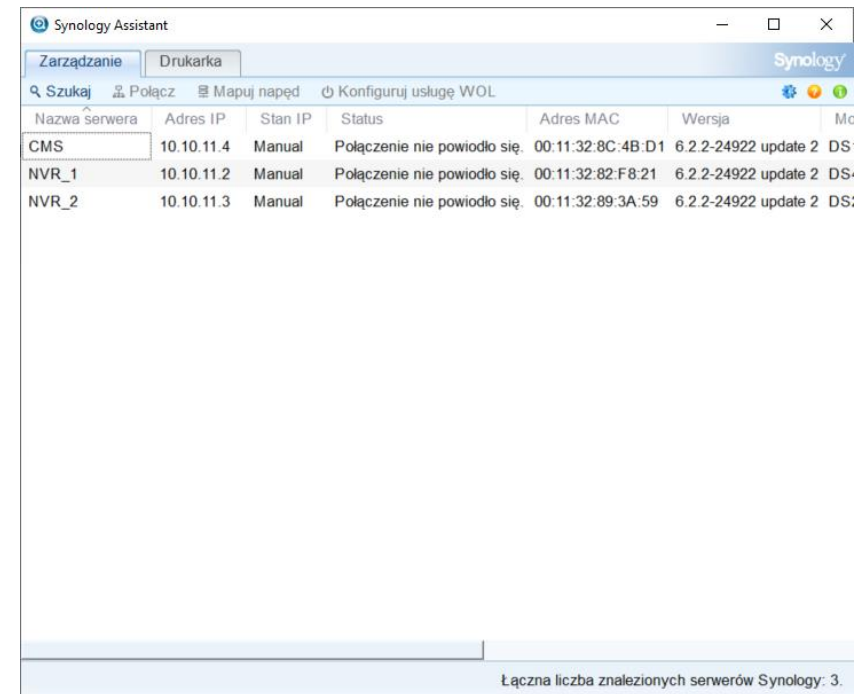 Synology Assistant
Zarządzanie Drukarka Synology
Szukaj Połącz Mapuj napęd Konfiguruj usługę WOL
Nazwa serwera Adres IP Stan IP Status Adres MAC Wersja Mo
CMS 10.10.11.4 Manual Połączenie nie powiodło się. 00:11:32:8C:4B:D1 6.2.2-24922 update 2 DS
NVR_1 10.10.11.2 Manual Połączenie nie powiodło się. 00:11:32:82:F8:21 6.2.2-24922 update 2 DS
NVR_2 10.10.11.3 Manual Połączenie nie powiodło się. 00:11:32:89:3A:59 6.2.2-24922 update 2 DS
Łączna liczba znalezionych serwerów Synology: 3.